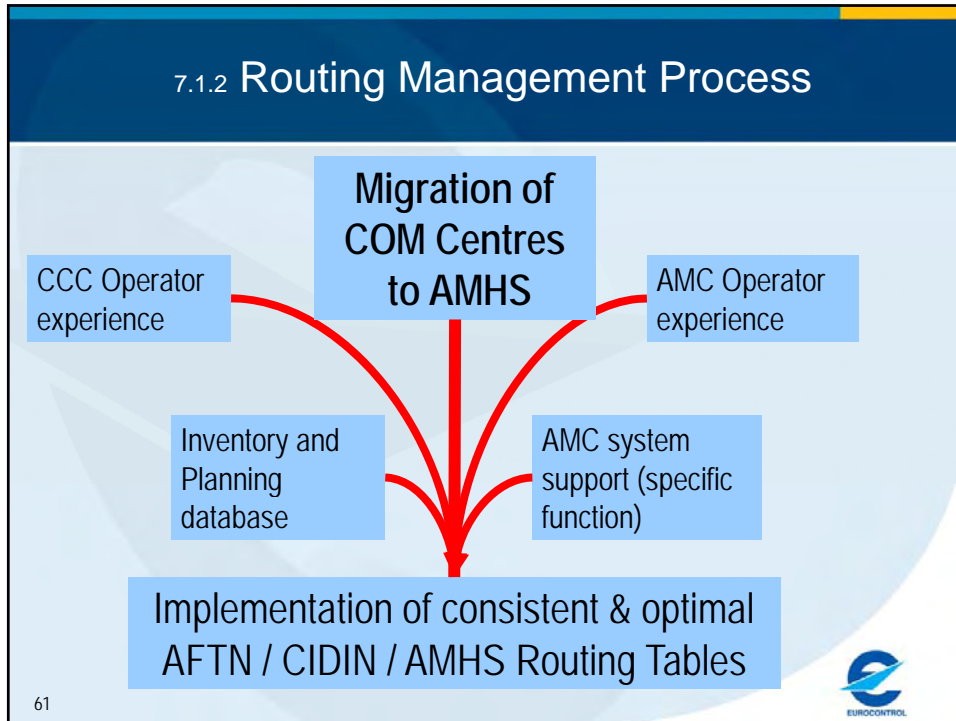 7.1.2 Routing Management Process
Migration of
COM Centres
to AMHS
CCC Operator
experience
AMC Operator
experience
Inventory and
Planning
database
AMC system
support (specific
function)
Implementation of consistent & optimal
AFTN / CIDIN / AMHS Routing Tables
61
EUROCONTROL